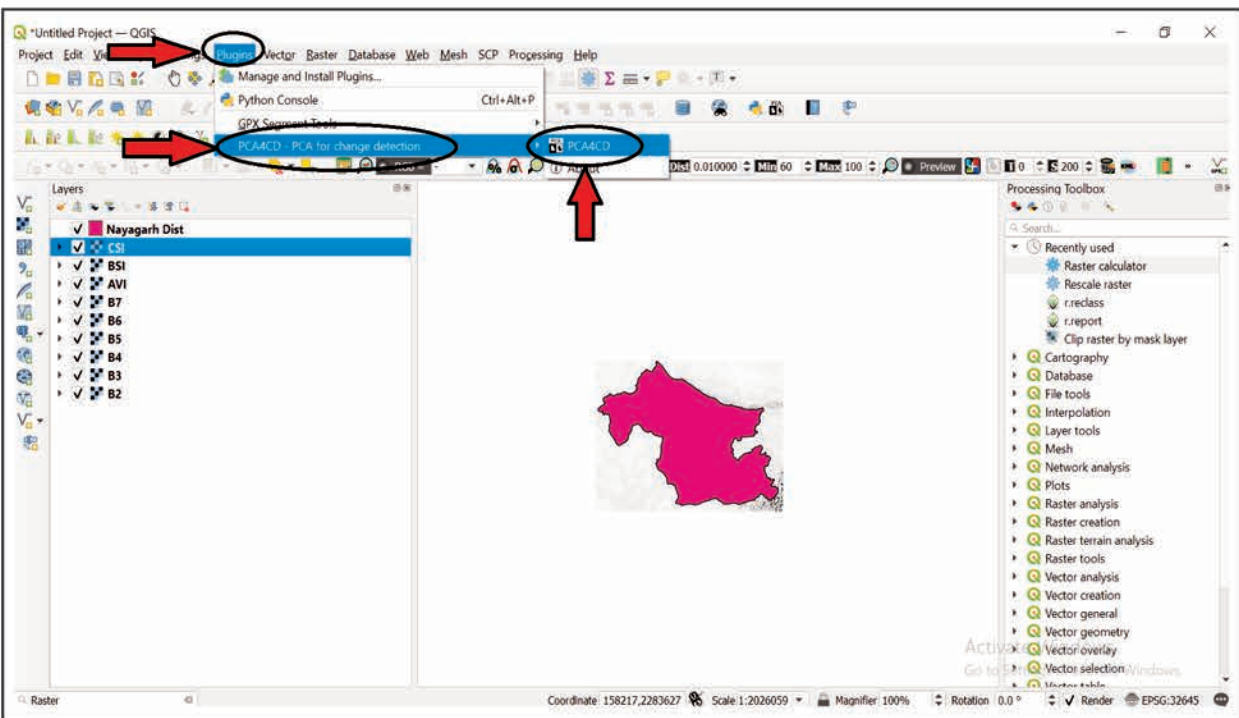 *Untitled Project — QGIS
Project Edit Plugins Vector Raster Database Web Mesh SCP Processing Help
Manage and Install Plugins...
Python Console Ctrl+Alt+P
GPX Segment Tools
PCA4CD - PCA for change detection
PCA4CD
About
Dist 0.010000 Min 60 Max 100 Preview T 0 S 200
Layers
Nayagarh Dist
CSI
BSI
AVI
B7
B6
B5
B4
B3
B2
Processing Toolbox
Search...
Recently used
Raster calculator
Rescale raster
r.reclass
r.report
Clip raster by mask layer
Cartography
Database
File tools
Interpolation
Layer tools
Mesh
Network analysis
Plots
Raster analysis
Raster creation
Raster terrain analysis
Raster tools
Vector analysis
Vector creation
Vector general
Vector geometry
Vector overlay
Vector selection
Vector table
Raster
Coordinate 158217,2283627 Scale 1:2026059 Magnifier 100% Rotation 0.0 ° Render EPSG:32645